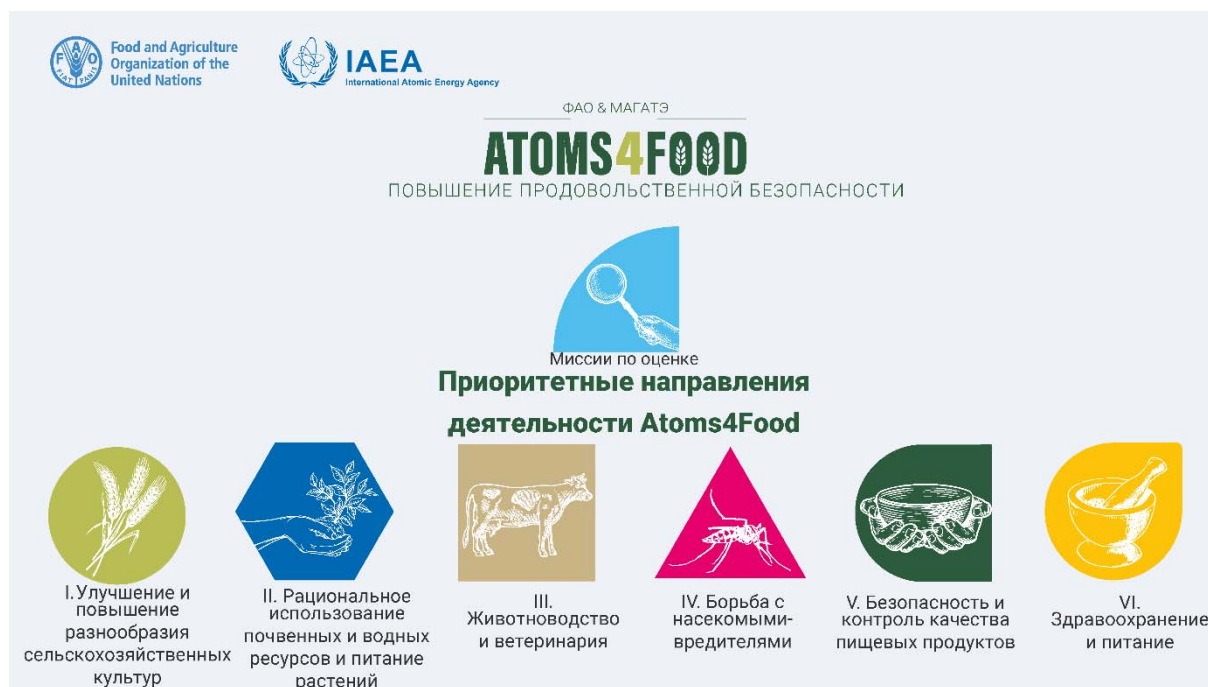 Food and Agriculture
Organization of the
United Nations
F A O
FIAT PANIS
IAEA
International Atomic Energy Agency
ФАО & МАГАТЭ
ATOMS4FOOD
ПОВЫШЕНИЕ ПРОДОВОЛЬСТВЕННОЙ БЕЗОПАСНОСТИ
Миссии по оценке
Приоритетные направления
деятельности Atoms4Food
I. Улучшение и
повышение
разнообразия
сельскохозяйственных
культур
II. Рациональное
использование
почвенных и водных
ресурсов и питание
растений
III.
Животноводство
и ветеринария
IV. Борьба с
насекомыми-
вредителями
V. Безопасность и
контроль качества
пищевых продуктов
VI.
Здравоохранение
и питание